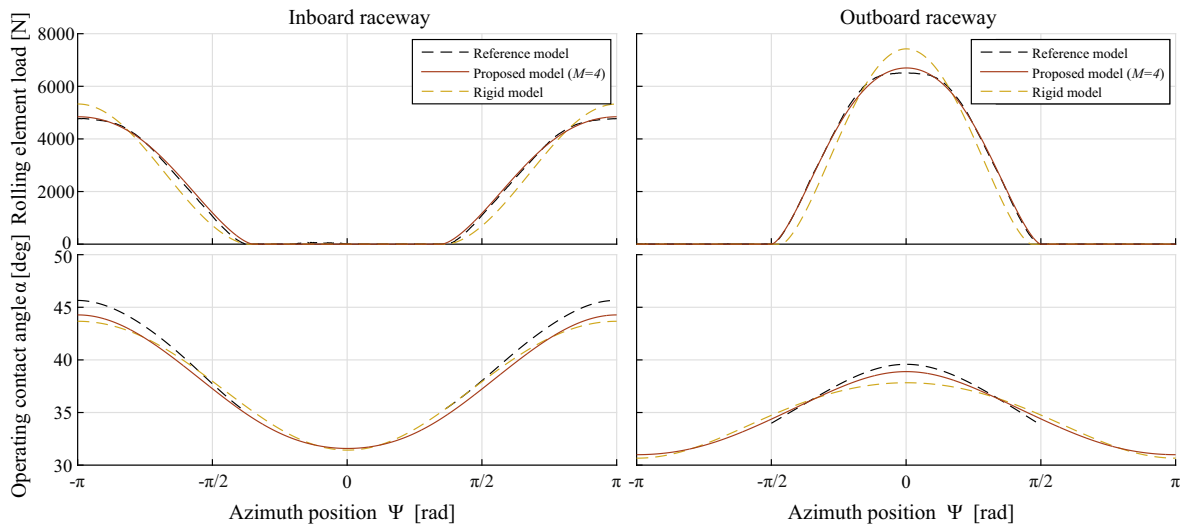 Inboard raceway
Outboard raceway
Rolling element load [N]
8000
6000
4000
2000
0
Reference model
Proposed model (M=4)
Rigid model
Reference model
Proposed model (M=4)
Rigid model
Operating contact angle α [deg]
50
45
40
35
30
-π
-π/2
0
π/2
π
-π
-π/2
0
π/2
π
Azimuth position Ψ [rad]
Azimuth position Ψ [rad]